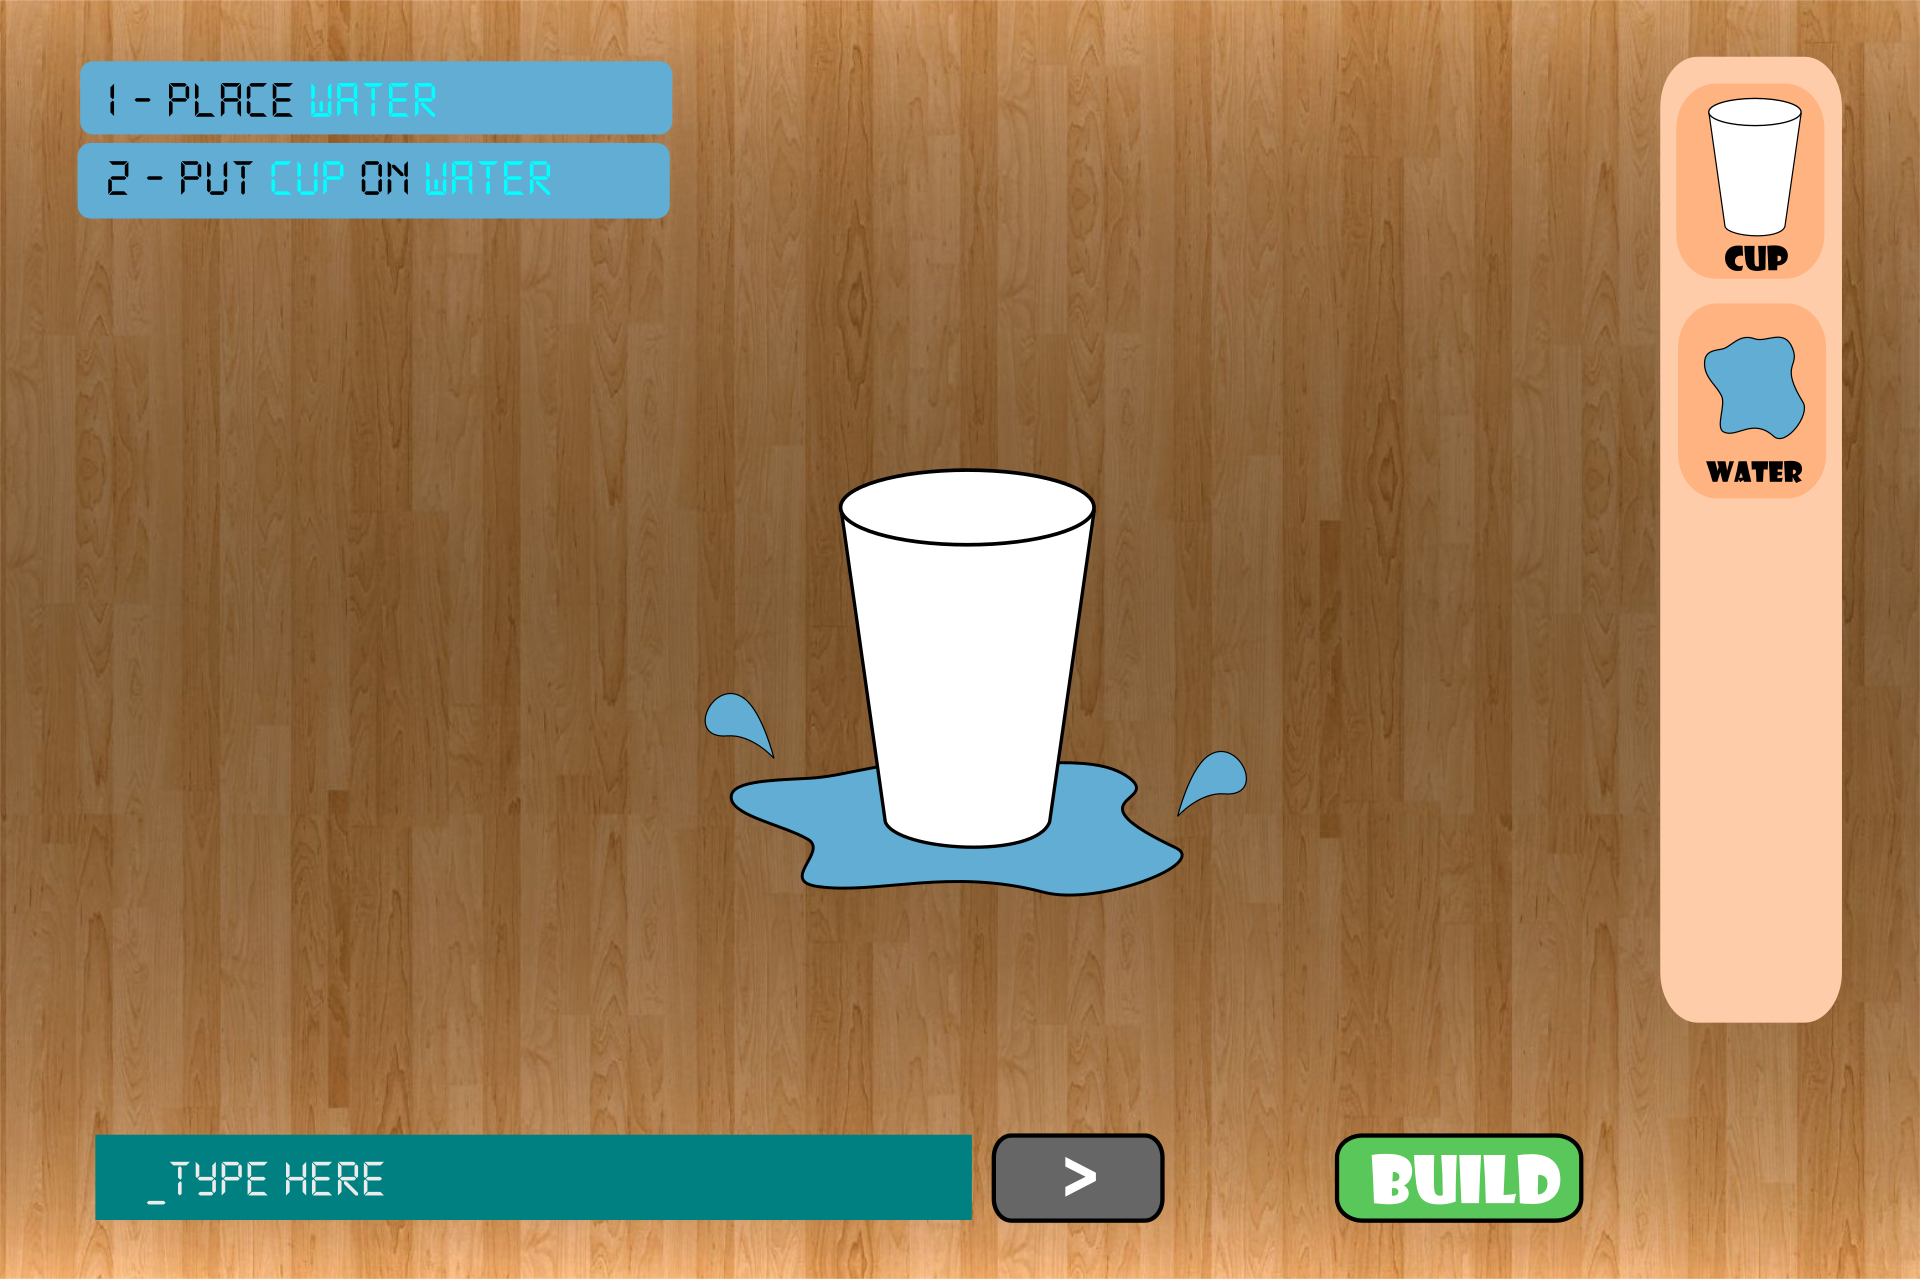 1 - PLACE WATER
2 - PUT CUP ON WATER
CUP
WATER
_TYPE HERE
>
BUILD